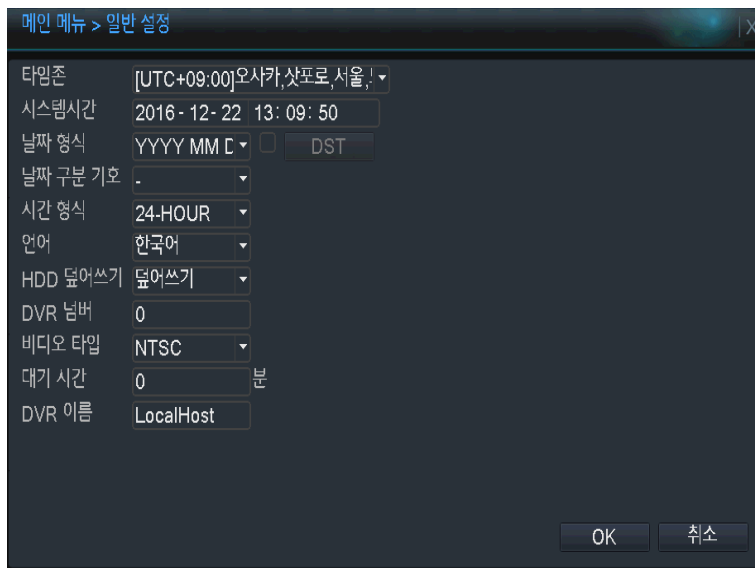 메인 메뉴 > 일반 설정
X
타임존 [UTC+09:00]오사카,삿포로,서울,
시스템시간 2016 - 12 - 22 13: 09: 50
날짜 형식 YYYY MM D DST
날짜 구분 기호 -
시간 형식 24-HOUR
언어 한국어
HDD 덮어쓰기 덮어쓰기
DVR 넘버 0
비디오 타입 NTSC
대기 시간 0 분
DVR 이름 LocalHost
OK 취소